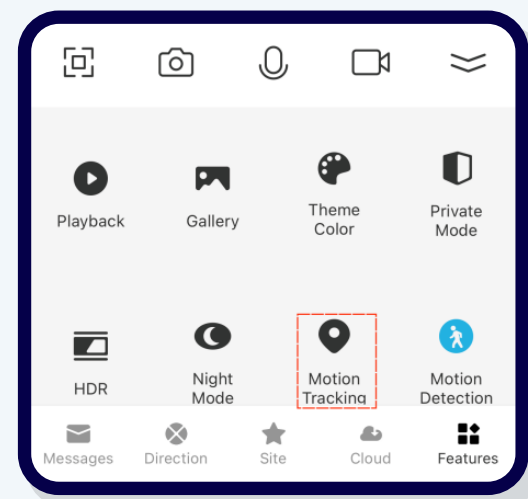 Playback
Gallery
Theme
Color
Private
Mode
HDR
Night
Mode
Motion
Tracking
Motion
Detection
Messages
Direction
Site
Cloud
Features